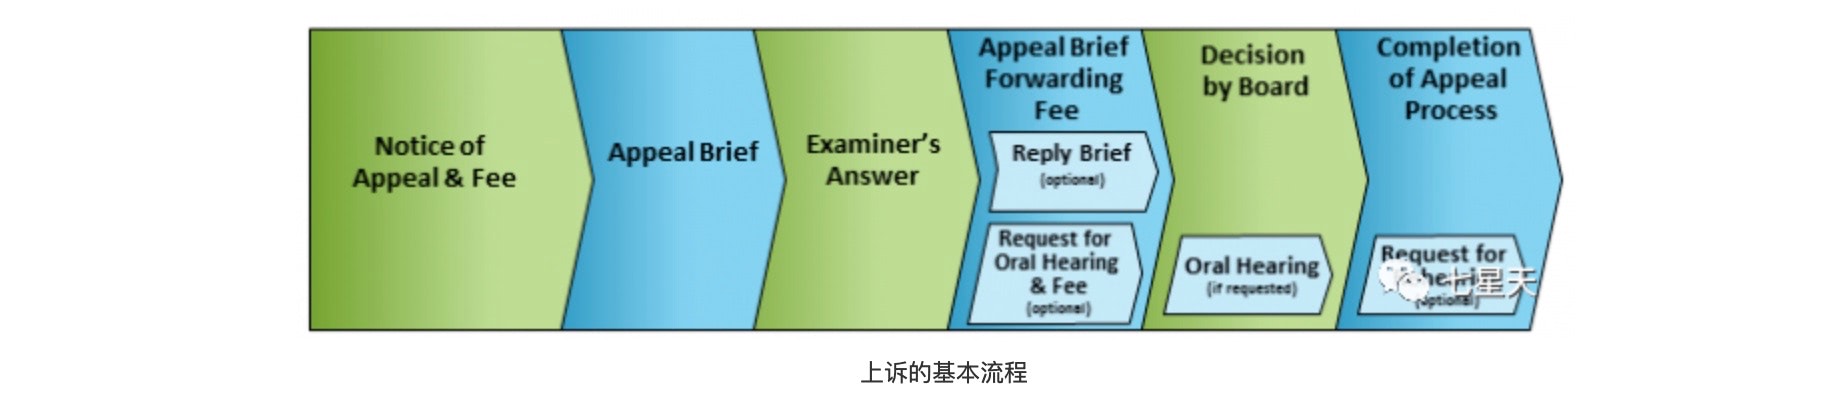 Notice of
Appeal & Fee
Appeal Brief
Examiner's
Answer
Appeal Brief
Forwarding
Fee
Reply Brief
(optional)
Request for
Oral Hearing
& Fee
(optional)
Decision
by Board
Oral Hearing
(if requested)
Completion
of Appeal
Process
Request for
(optional)
七星天
上诉的基本流程